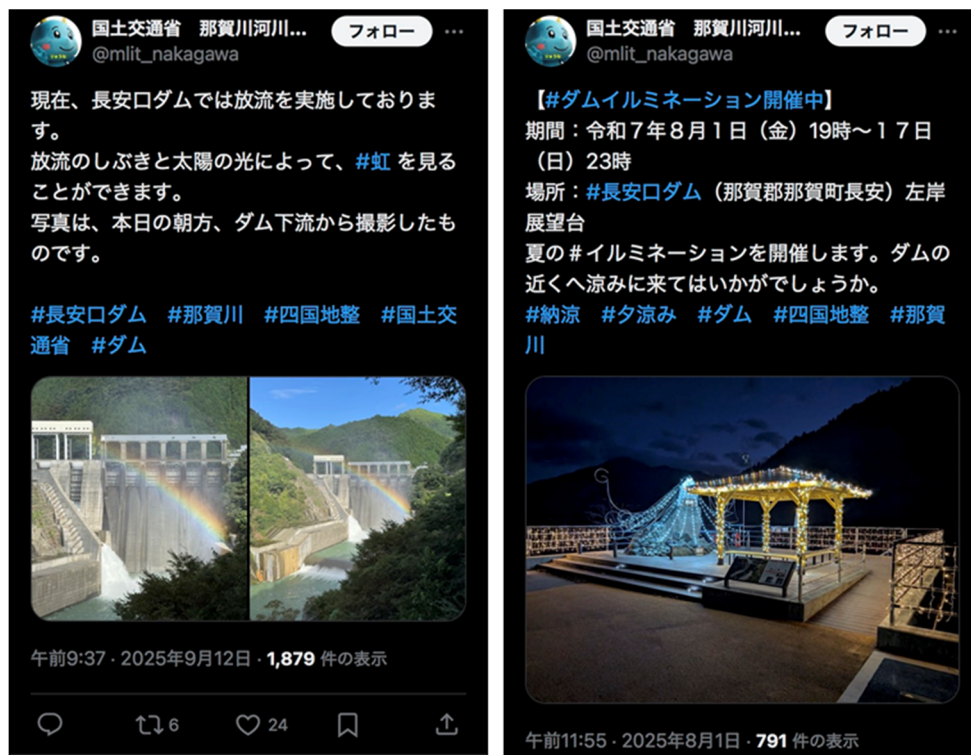 国土交通省　那賀川河川...
フォロー
@mlit_nakagawa
現在、長安口ダムでは放流を実施しておりま
す。
放流のしぶきと太陽の光によって、#虹 を見る
ことができます。
写真は、本日の朝方、ダム下流から撮影したも
のです。
#長安口ダム　#那賀川　#四国地整　#国土交
通省　#ダム
午前9:37 · 2025年9月12日 · 1,879 件の表示
6
24
国土交通省　那賀川河川...
フォロー
@mlit_nakagawa
【#ダムイルミネーション開催中】
期間：令和７年８月１日（金）19時～１７日
（日）23時
場所：#長安口ダム（那賀郡那賀町長安）左岸
展望台
夏の＃イルミネーションを開催します。ダムの
近くへ涼みに来てはいかがでしょうか。
#納涼　#夕涼み　#ダム　#四国地整　#那賀
川
午前11:55 · 2025年8月1日 · 791 件の表示